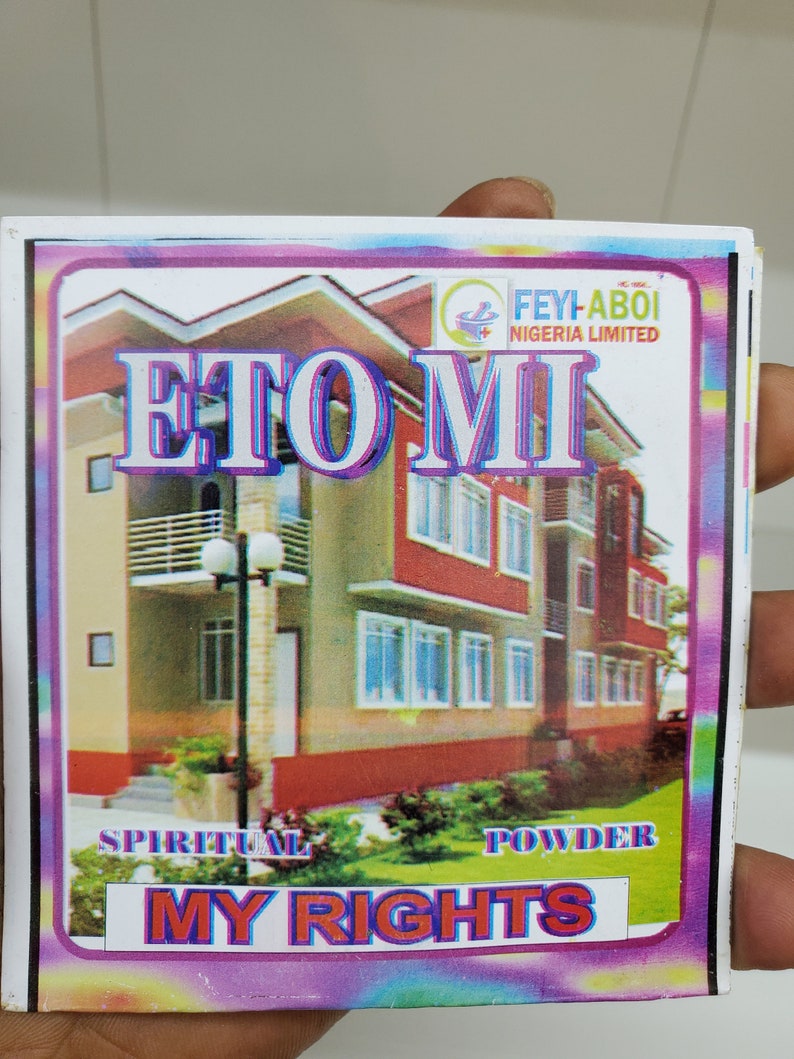 FEYI-ABOI
NIGERIA LIMITED
ETO MI
SPIRITUAL POWDER
MY RIGHTS